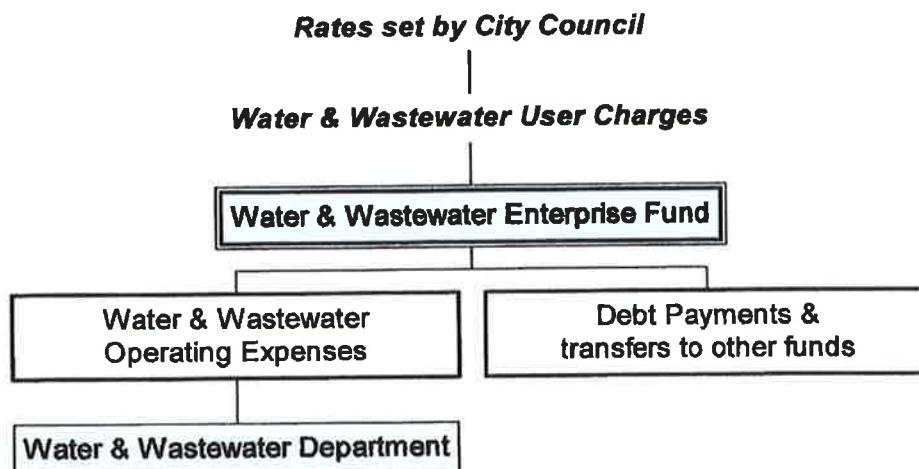 Rates set by City Council
Water & Wastewater User Charges
Water & Wastewater Enterprise Fund
Water & Wastewater
Operating Expenses
Debt Payments &
transfers to other funds
Water & Wastewater Department